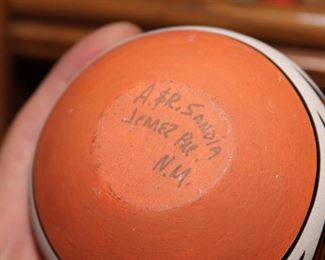 A. & R. SANDIA
JEMEZ Pue.
N.M.